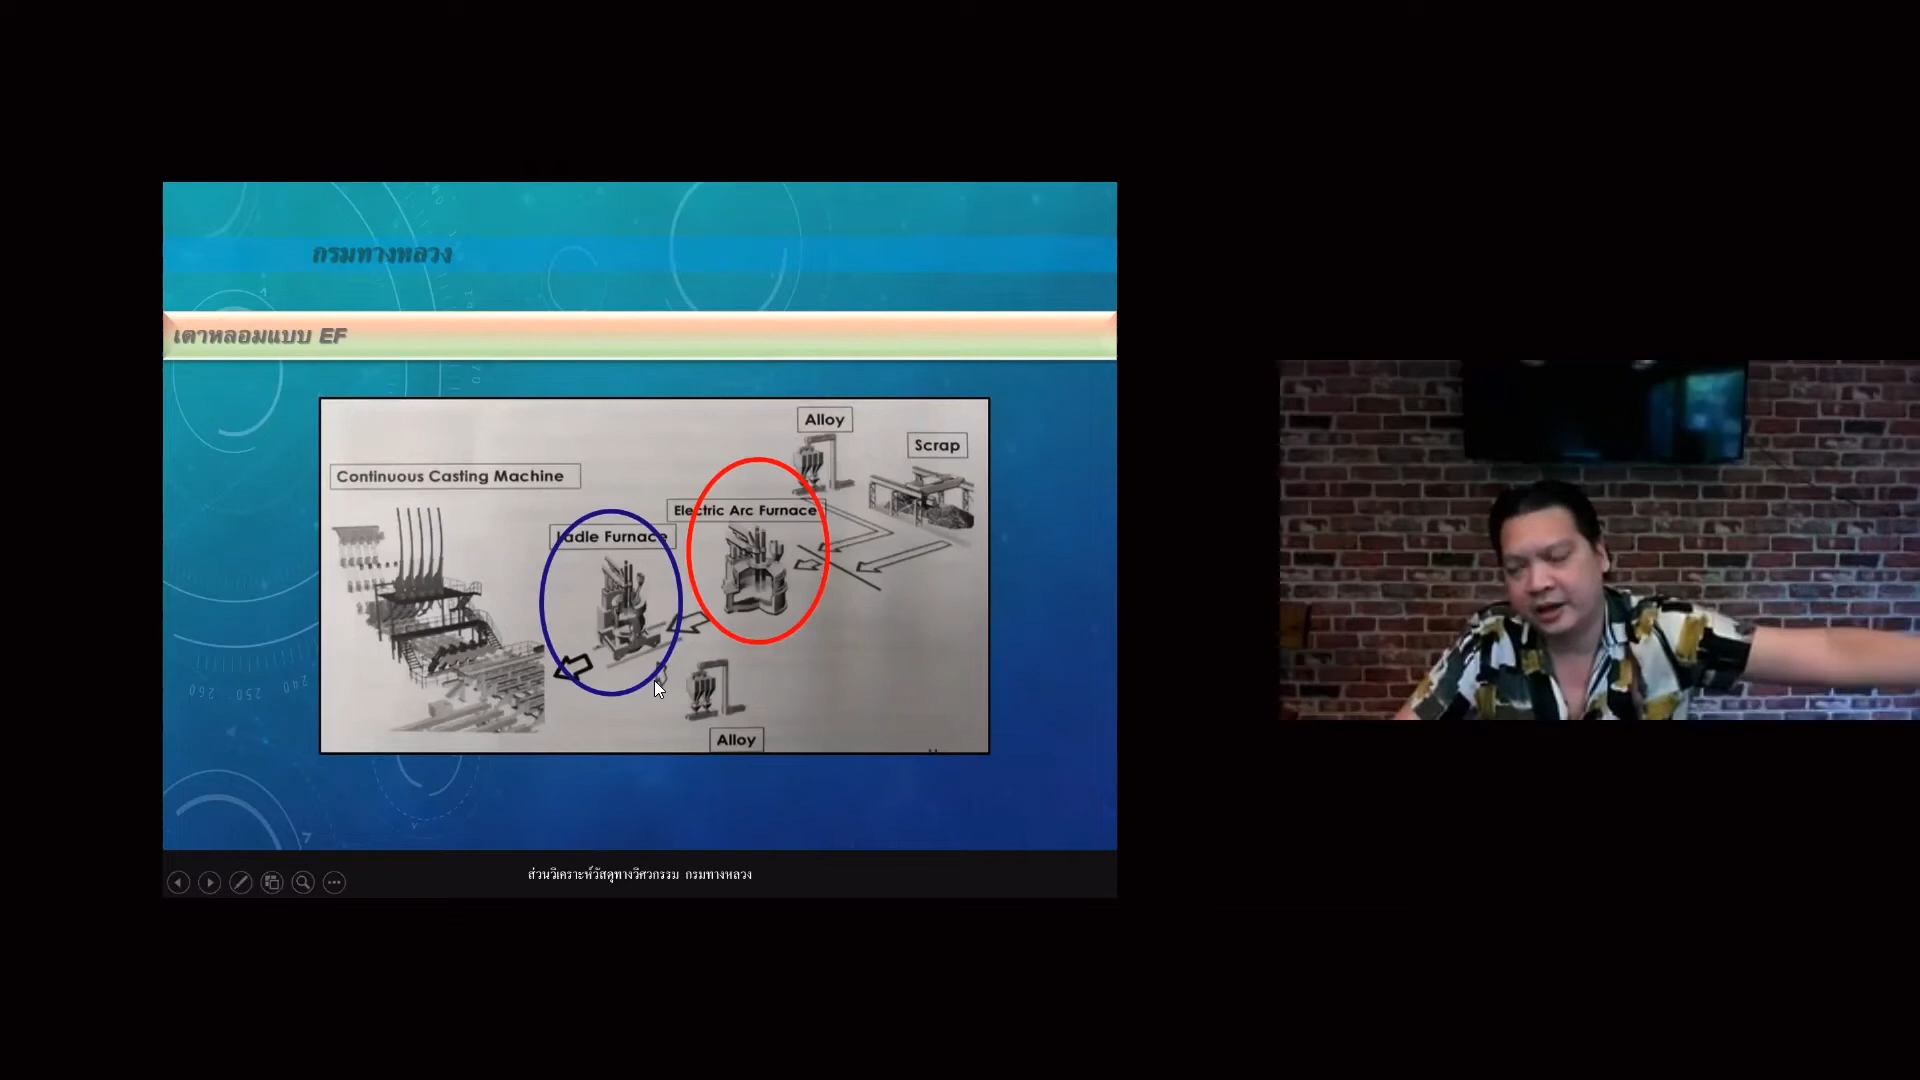 กรมทางหลวง
เตาหลอมแบบ EF
Alloy
Scrap
Continuous Casting Machine
Electric Arc Furnace
Ladle Furnace
Alloy
ส่วนวิเคราะห์วัสดุทางวิศวกรรม กรมทางหลวง
260
250
240